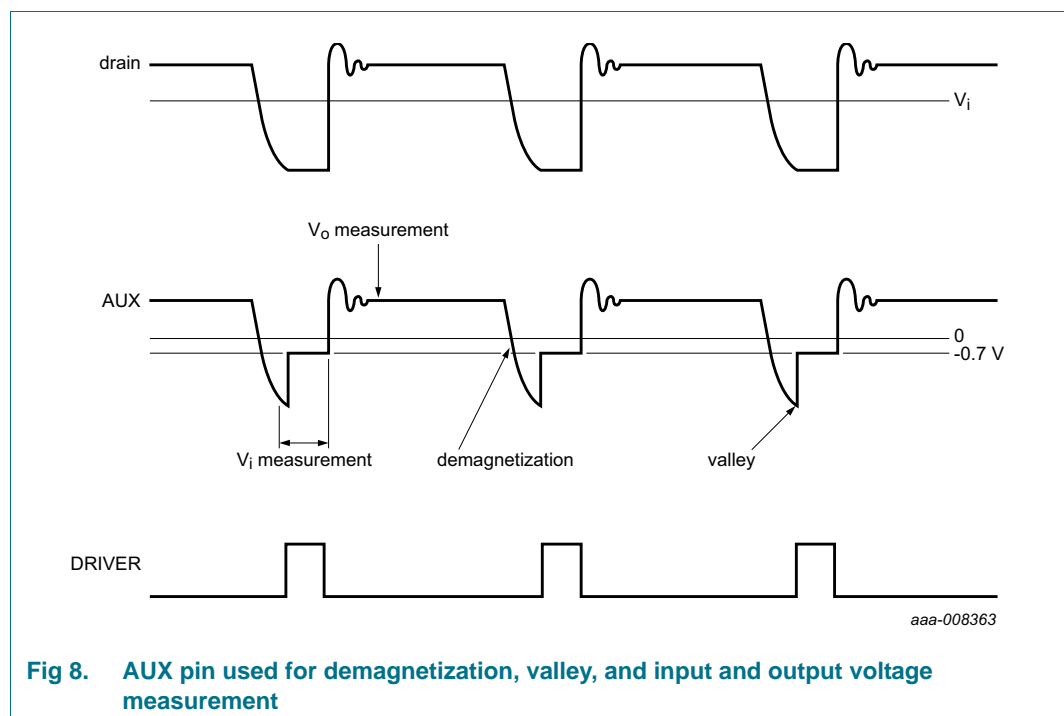 drain
Vi
Vo measurement
AUX
0
-0.7 V
Vi measurement
demagnetization
valley
DRIVER
aaa-008363
Fig 8. AUX pin used for demagnetization, valley, and input and output voltage
measurement